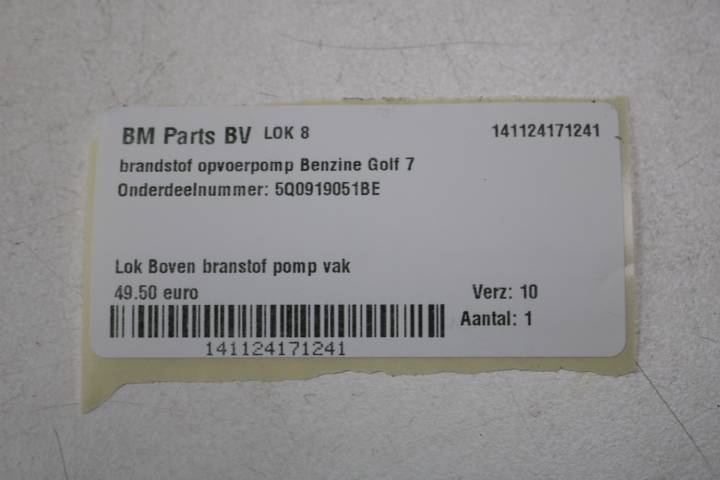 BM Parts BV LOK 8 141124171241
brandstof opvoerpomp Benzine Golf 7
Onderdeelnummer: 5Q0919051BE
Lok Boven branstof pomp vak
49.50 euro Verz: 10
Aantal: 1
141124171241